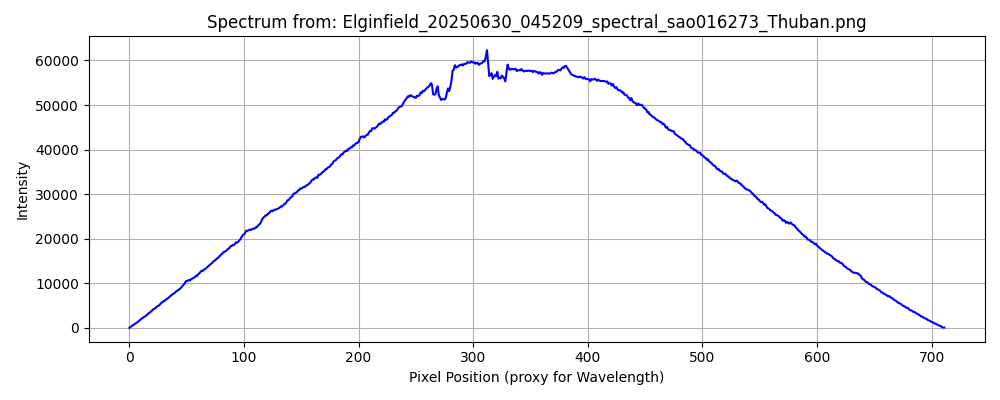 Spectrum from: Elginfield_20250630_045209_spectral_sao016273_Thuban.png
60000
50000
40000
30000
20000
10000
0
Intensity
0 100 200 300 400 500 600 700
Pixel Position (proxy for Wavelength)